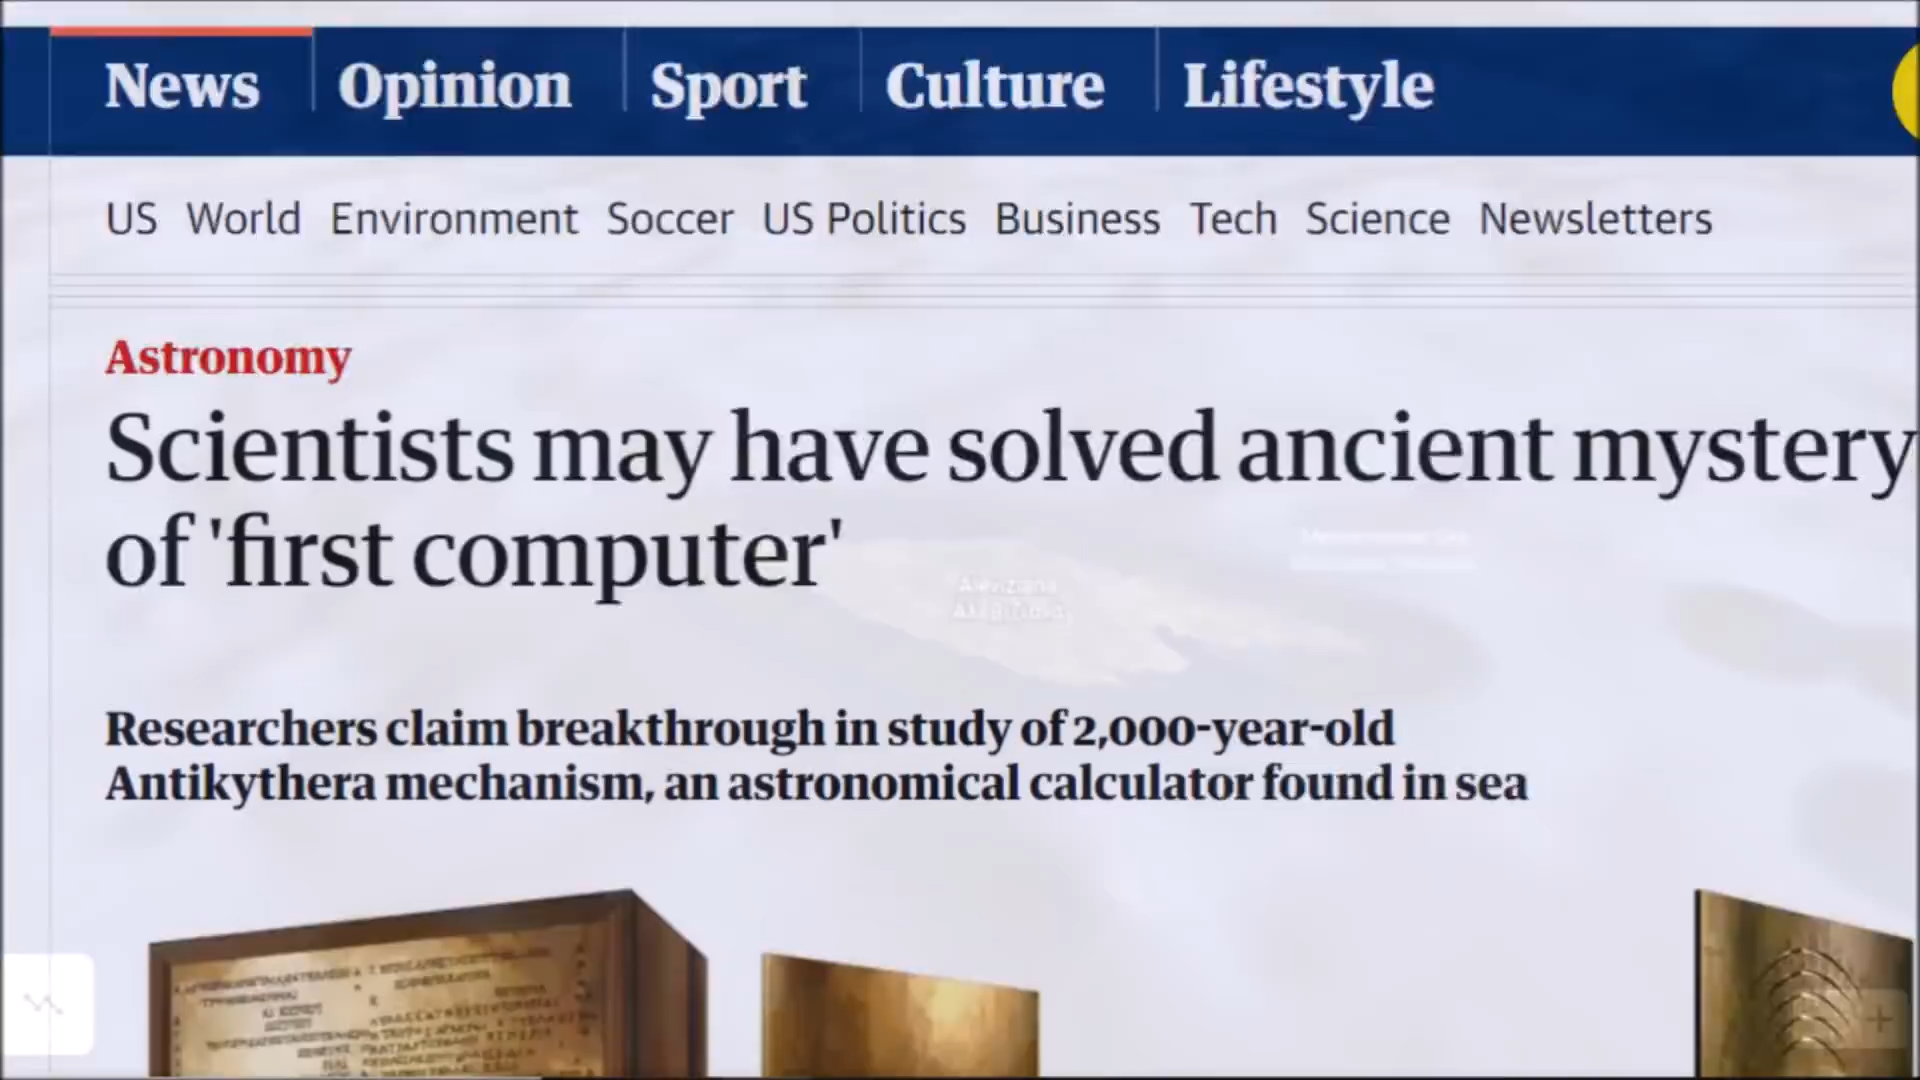 News Opinion Sport Culture Lifestyle
US World Environment Soccer US Politics Business Tech Science Newsletters
Astronomy
Scientists may have solved ancient mystery
of 'first computer'
Researchers claim breakthrough in study of 2,000-year-old
Antikythera mechanism, an astronomical calculator found in sea